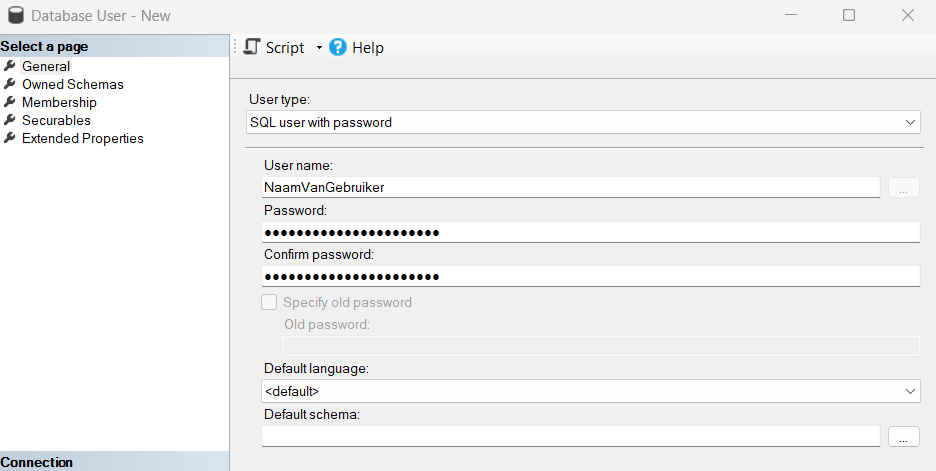 Database User - New
Select a page
General
Owned Schemas
Membership
Securables
Extended Properties
Connection
Script
Help
User type:
SQL user with password
User name:
NaamVanGebruiker
...
Password:
●●●●●●●●●●●●●●●●●●●●●●
Confirm password:
●●●●●●●●●●●●●●●●●●●●●●
Specify old password
Old password:
Default language:
<default>
Default schema:
...